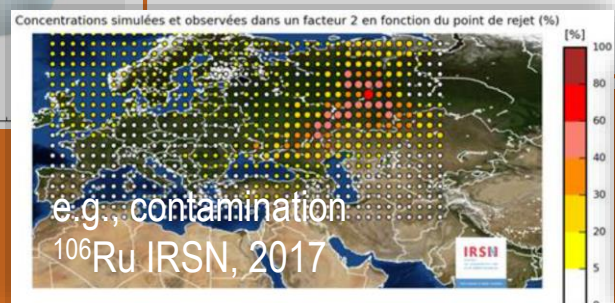 Concentrations simulées et observées dans un facteur 2 en fonction du point de rejet (%)
[%]
100
80
60
40
30
20
5
e.g., contamination
¹⁰⁶Ru IRSN, 2017
IRSN